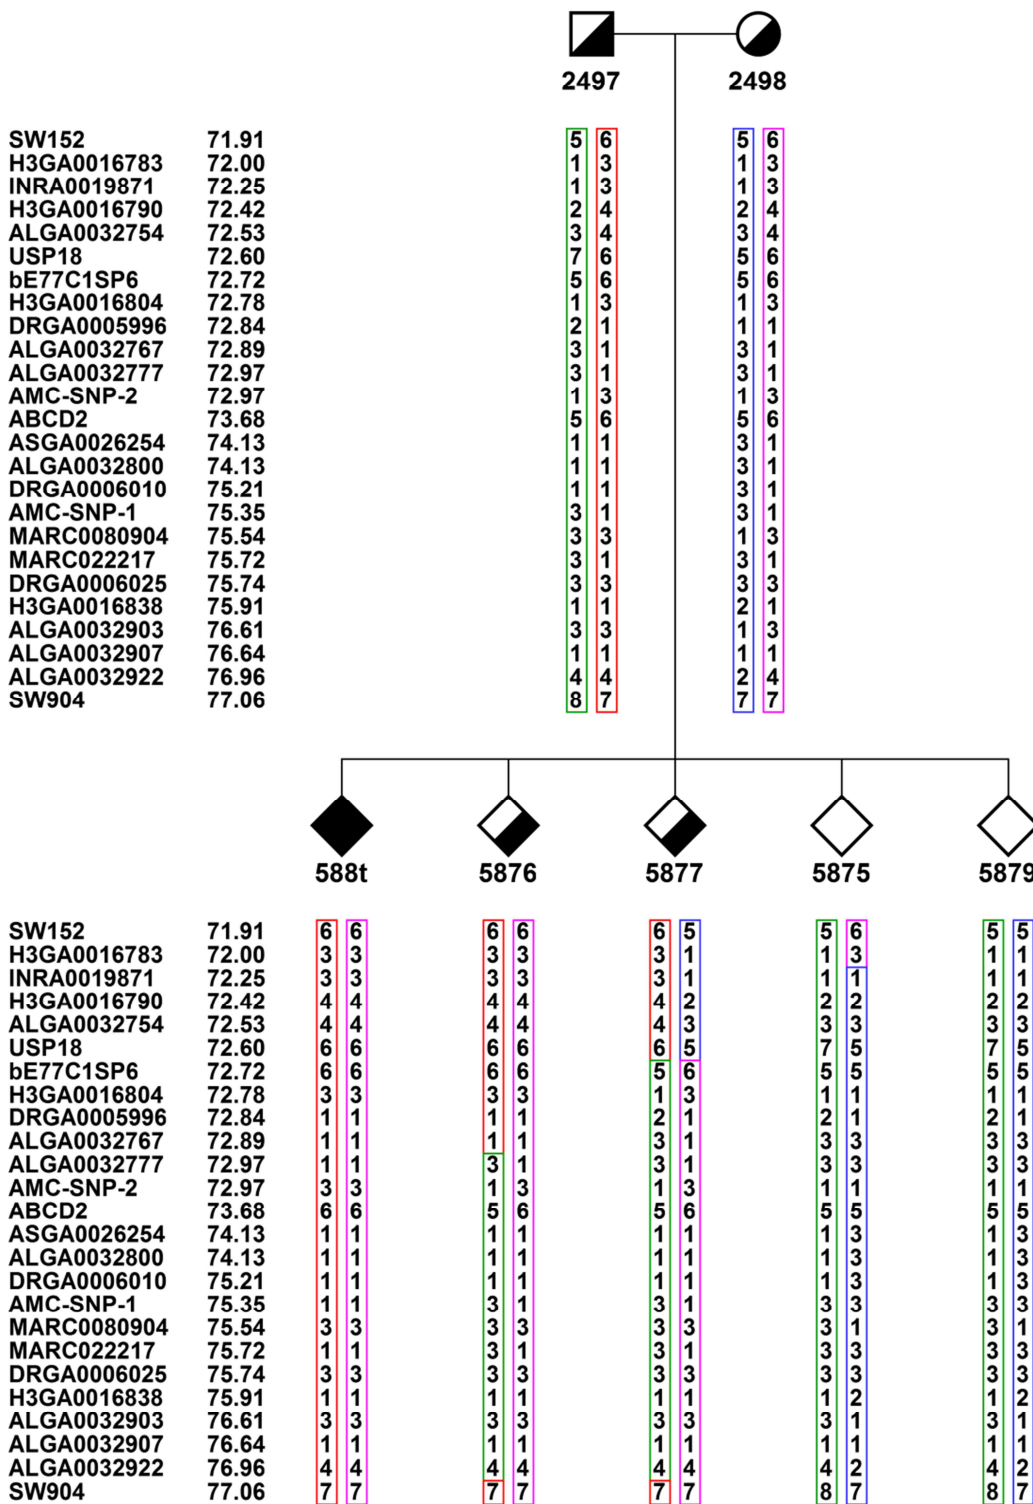 2497 2498
SW152 71.91 5 6 5 6
H3GA0016783 72.00 1 3 1 3
INRA0019871 72.25 1 3 1 3
H3GA0016790 72.42 2 4 2 4
ALGA0032754 72.53 3 4 3 4
USP18 72.60 7 6 5 6
bE77C1SP6 72.72 5 6 5 6
H3GA0016804 72.78 1 3 1 3
DRGA0005996 72.84 2 1 1 1
ALGA0032767 72.89 3 1 3 1
ALGA0032777 72.97 3 1 3 1
AMC-SNP-2 72.97 1 3 1 3
ABCD2 73.68 5 6 5 6
ASGA0026254 74.13 1 1 3 1
ALGA0032800 74.13 1 1 3 1
DRGA0006010 75.21 1 1 3 1
AMC-SNP-1 75.35 3 1 3 1
MARC0080904 75.54 3 3 1 3
MARC022217 75.72 3 1 3 1
DRGA0006025 75.74 3 3 3 3
H3GA0016838 75.91 1 1 2 1
ALGA0032903 76.61 3 3 1 3
ALGA0032907 76.64 1 1 1 1
ALGA0032922 76.96 4 4 2 4
SW904 77.06 8 7 7 7
588t 5876 5877 5875 5879
SW152 71.91 6 6 6 6 6 5 5 6 5 5
H3GA0016783 72.00 3 3 3 3 3 1 1 3 1 1
INRA0019871 72.25 3 3 3 3 3 1 1 1 1 1
H3GA0016790 72.42 4 4 4 4 4 2 2 2 2 2
ALGA0032754 72.53 4 4 4 4 4 3 3 3 3 3
USP18 72.60 6 6 6 6 6 5 7 5 7 5
bE77C1SP6 72.72 6 6 6 6 5 6 5 5 5 5
H3GA0016804 72.78 3 3 3 3 1 3 1 1 1 1
DRGA0005996 72.84 1 1 1 1 2 1 2 1 2 1
ALGA0032767 72.89 1 1 1 1 3 1 3 3 3 3
ALGA0032777 72.97 1 1 3 1 3 1 3 3 3 3
AMC-SNP-2 72.97 3 3 1 3 1 3 1 1 1 1
ABCD2 73.68 6 6 5 6 5 6 5 5 5 5
ASGA0026254 74.13 1 1 1 1 1 1 1 3 1 3
ALGA0032800 74.13 1 1 1 1 1 1 1 3 1 3
DRGA0006010 75.21 1 1 1 1 1 1 1 3 1 3
AMC-SNP-1 75.35 1 1 3 1 3 1 3 3 3 3
MARC0080904 75.54 3 3 3 3 3 3 3 1 3 1
MARC022217 75.72 1 1 3 1 3 1 3 3 3 3
DRGA0006025 75.74 3 3 3 3 3 3 3 3 3 3
H3GA0016838 75.91 1 1 1 1 1 1 1 2 1 2
ALGA0032903 76.61 3 3 3 3 3 3 3 1 3 1
ALGA0032907 76.64 1 1 1 1 1 1 1 1 1 1
ALGA0032922 76.96 4 4 4 4 4 4 4 2 4 2
SW904 77.06 7 7 7 7 7 7 8 7 8 7